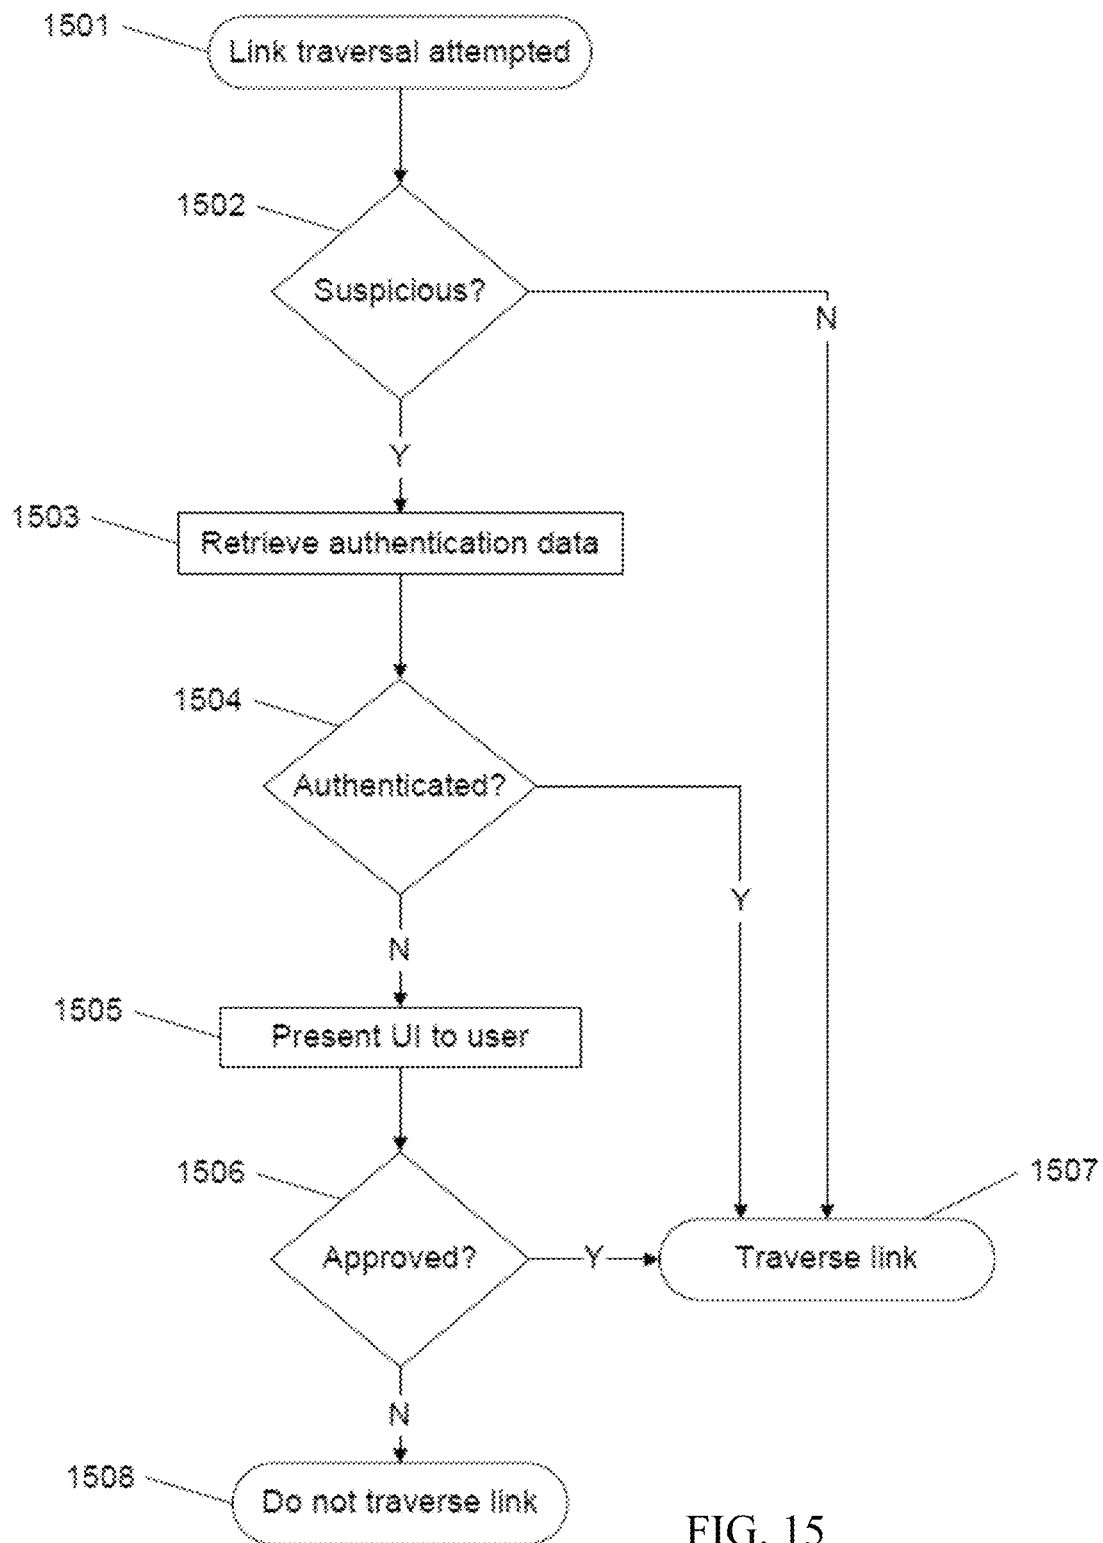 1501
Link traversal attempted
1502
Suspicious?
N
Y
1503
Retrieve authentication data
1504
Authenticated?
Y
N
1505
Present UI to user
1506
Approved?
Y
1507
Traverse link
N
1508
Do not traverse link
FIG. 15